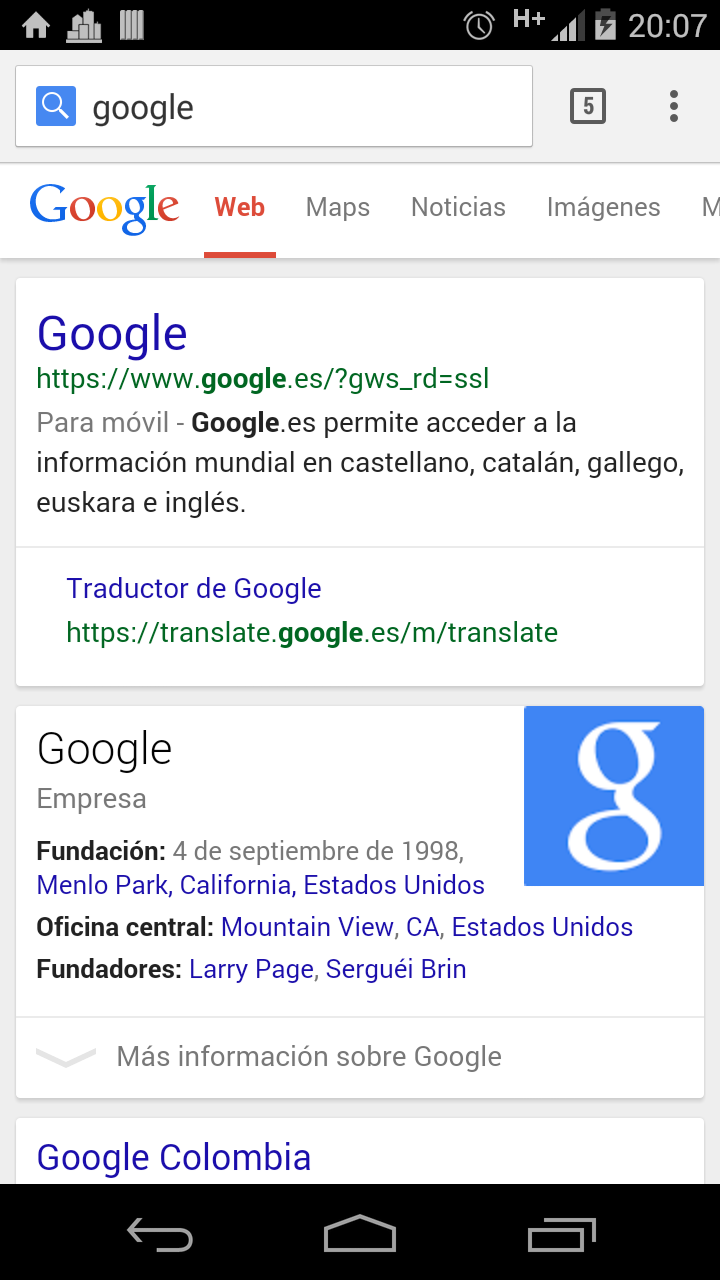 H+ 20:07
google 5
Google Web Maps Noticias Imágenes M
Google
https://www.google.es/?gws_rd=ssl
Para móvil - Google.es permite acceder a la
información mundial en castellano, catalán, gallego,
euskara e inglés.
Traductor de Google
https://translate.google.es/m/translate
Google
Empresa
g
Fundación: 4 de septiembre de 1998,
Menlo Park, California, Estados Unidos
Oficina central: Mountain View, CA, Estados Unidos
Fundadores: Larry Page, Serguéi Brin
Más información sobre Google
Google Colombia